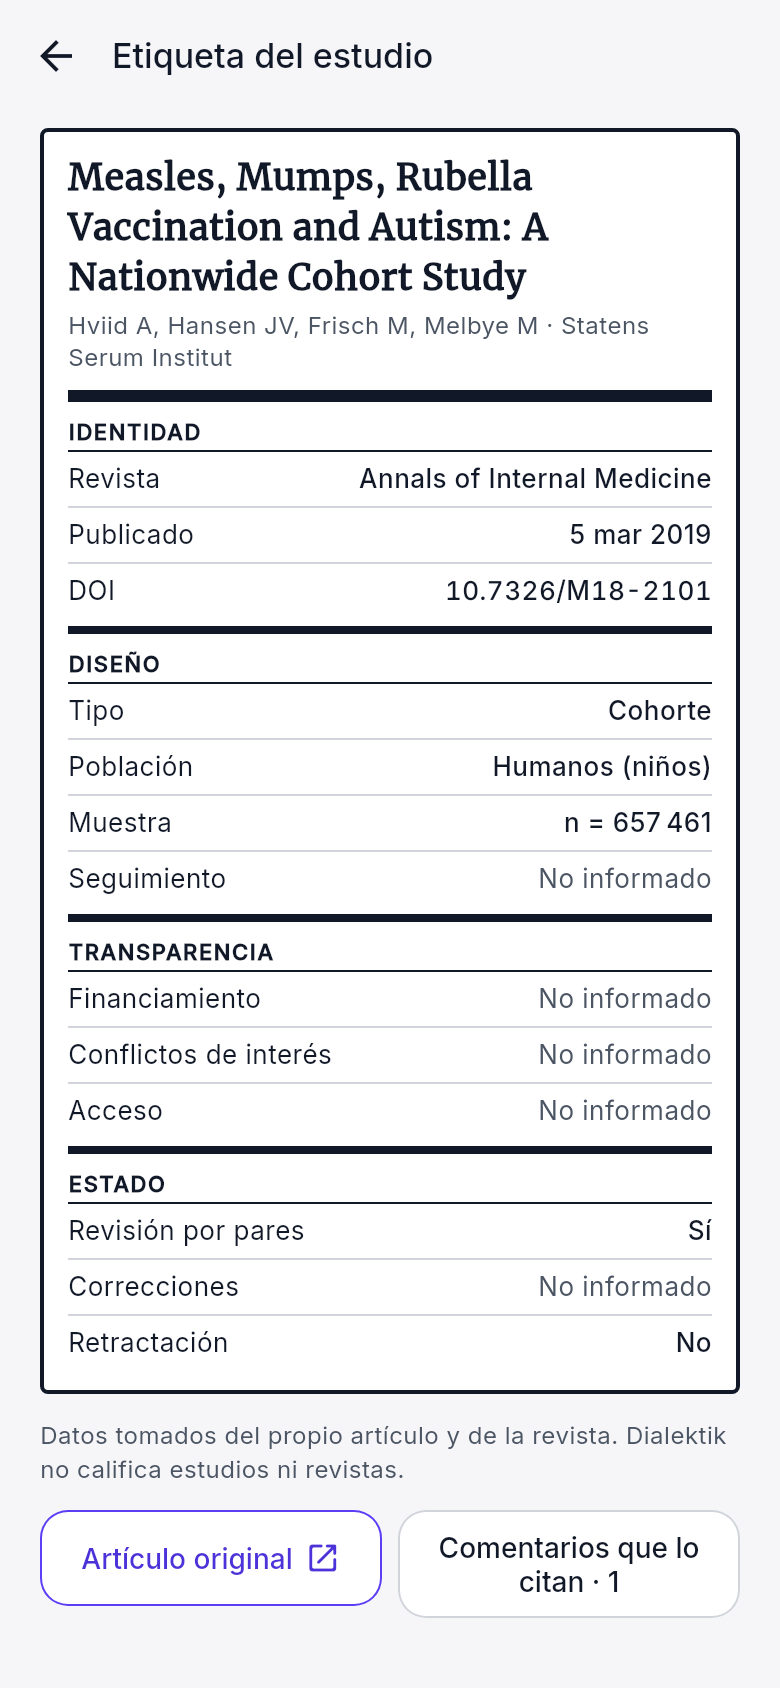 Etiqueta del estudio
Measles, Mumps, Rubella
Vaccination and Autism: A
Nationwide Cohort Study
Hviid A, Hansen JV, Frisch M, Melbye M · Statens
Serum Institut
IDENTIDAD
Revista Annals of Internal Medicine
Publicado 5 mar 2019
DOI 10.7326/M18-2101
DISEÑO
Tipo Cohorte
Población Humanos (niños)
Muestra n = 657 461
Seguimiento No informado
TRANSPARENCIA
Financiamiento No informado
Conflictos de interés No informado
Acceso No informado
ESTADO
Revisión por pares Sí
Correcciones No informado
Retractación No
Datos tomados del propio artículo y de la revista. Dialektik
no califica estudios ni revistas.
Artículo original
Comentarios que lo
citan · 1